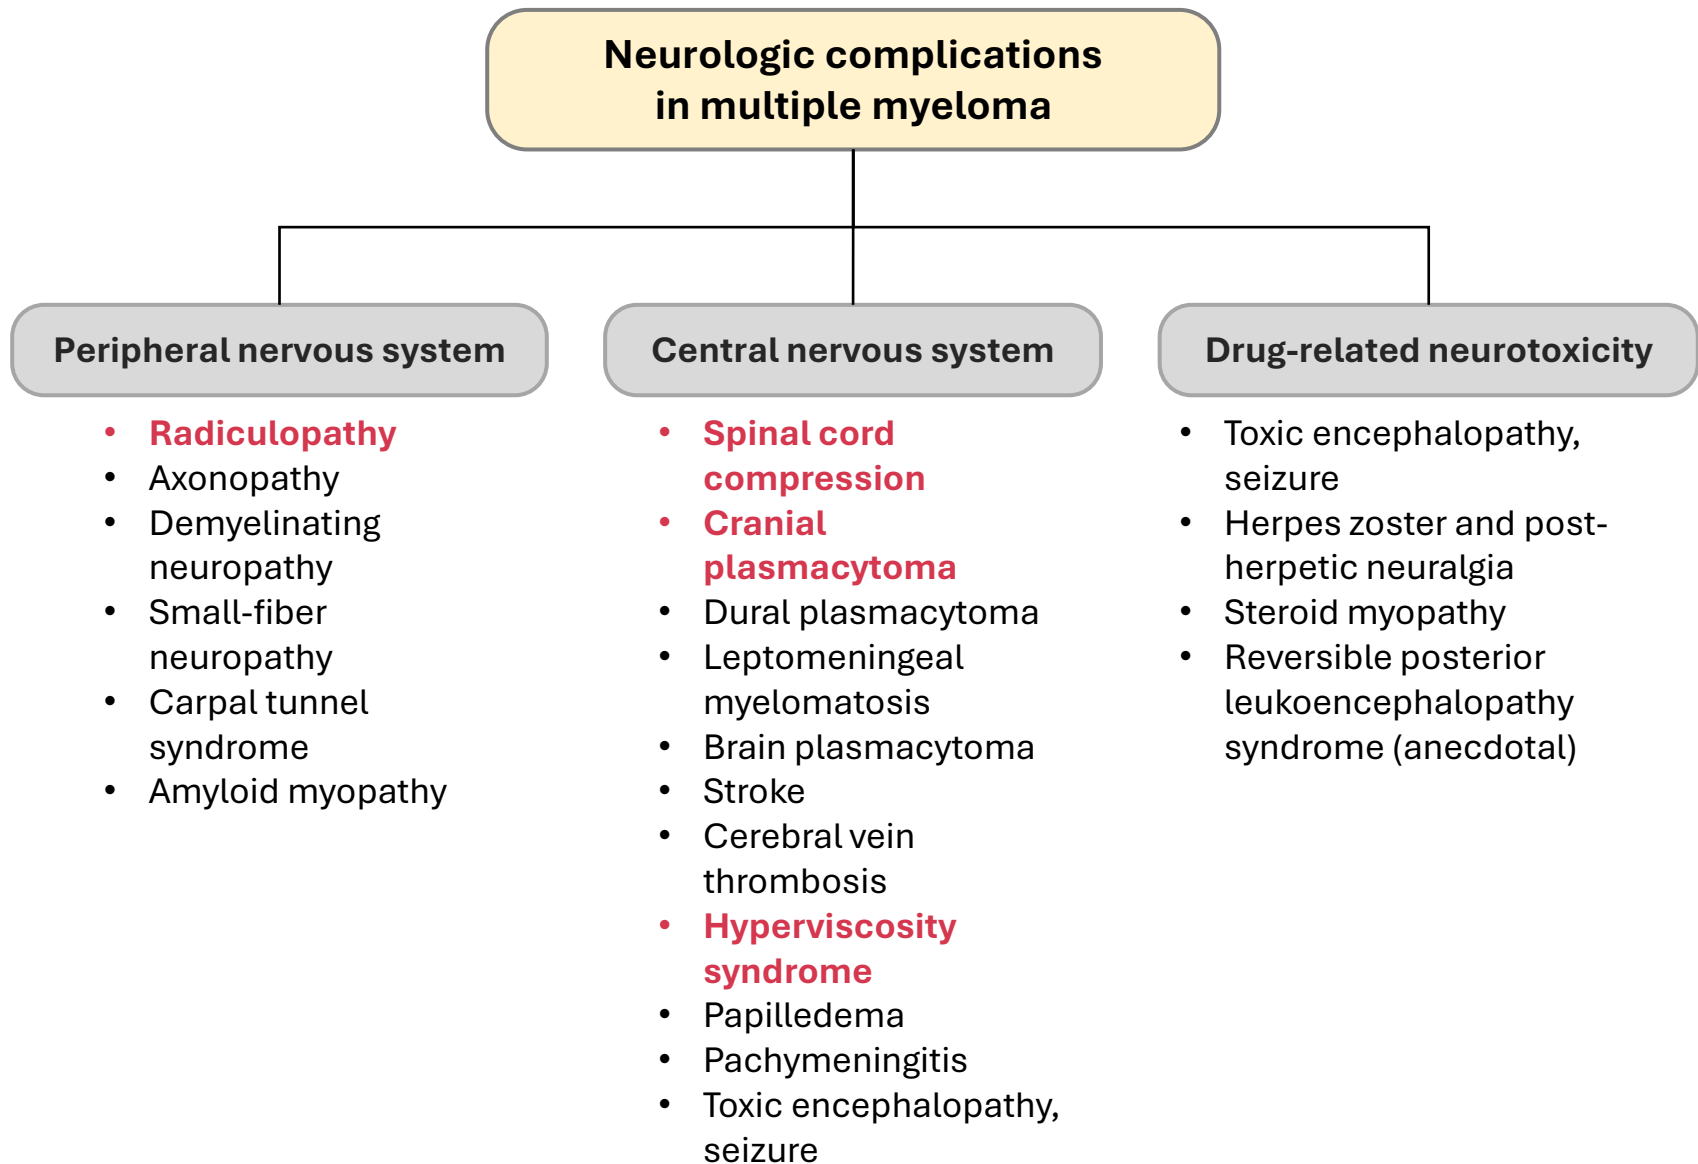 Neurologic complications
in multiple myeloma
Peripheral nervous system
• Radiculopathy
• Axonopathy
• Demyelinating
neuropathy
• Small-fiber
neuropathy
• Carpal tunnel
syndrome
• Amyloid myopathy
Central nervous system
• Spinal cord
compression
• Cranial
plasmacytoma
• Dural plasmacytoma
• Leptomeningeal
myelomatosis
• Brain plasmacytoma
• Stroke
• Cerebral vein
thrombosis
• Hyperviscosity
syndrome
• Papilledema
• Pachymeningitis
• Toxic encephalopathy,
seizure
Drug-related neurotoxicity
• Toxic encephalopathy,
seizure
• Herpes zoster and post-
herpetic neuralgia
• Steroid myopathy
• Reversible posterior
leukoencephalopathy
syndrome (anecdotal)